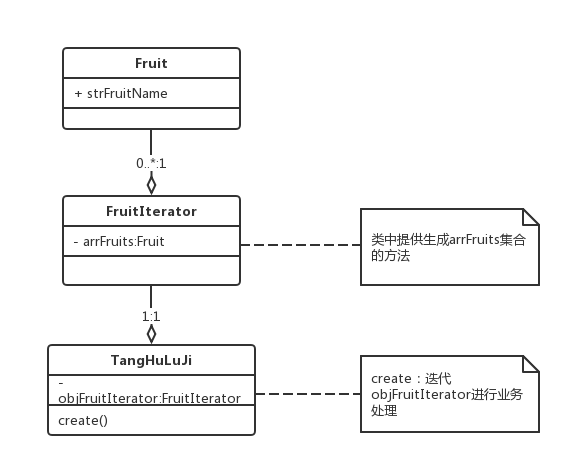 Fruit
+ strFruitName
0..*:1
FruitIterator
- arrFruits:Fruit
类中提供生成arrFruits集合
的方法
1:1
TangHuLuJi
-
objFruitIterator:FruitIterator
create()
create：迭代
objFruitIterator进行业务
处理